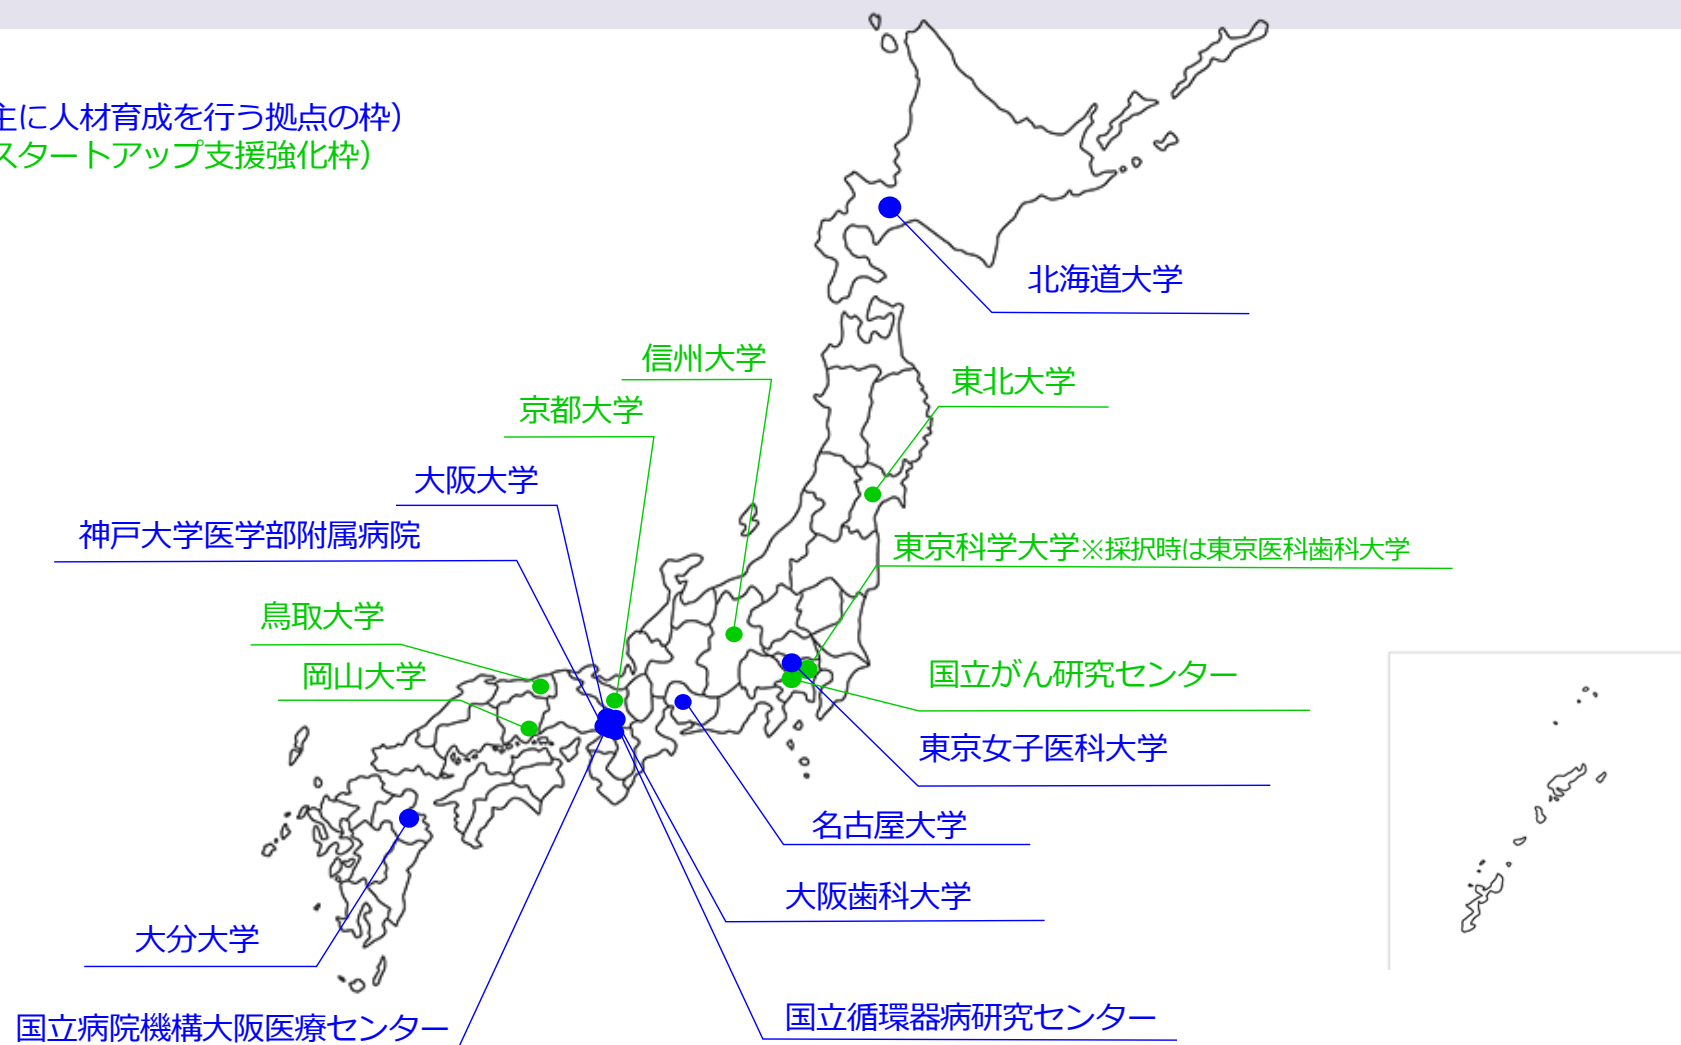 主に人材育成を行う拠点の枠）
スタートアップ支援強化枠）
北海道大学
信州大学
東北大学
京都大学
大阪大学
神戸大学医学部附属病院
東京科学大学※採択時は東京医科歯科大学
鳥取大学
岡山大学
国立がん研究センター
東京女子医科大学
名古屋大学
大阪歯科大学
大分大学
国立病院機構大阪医療センター
国立循環器病研究センター